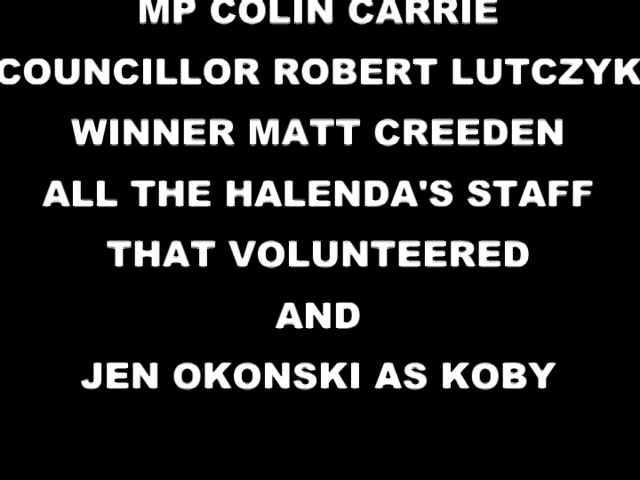 MP COLIN CARRIE
COUNCILLOR ROBERT LUTCZYK
WINNER MATT CREEDEN
ALL THE HALENDA'S STAFF
THAT VOLUNTEERED
AND
JEN OKONSKI AS KOBY